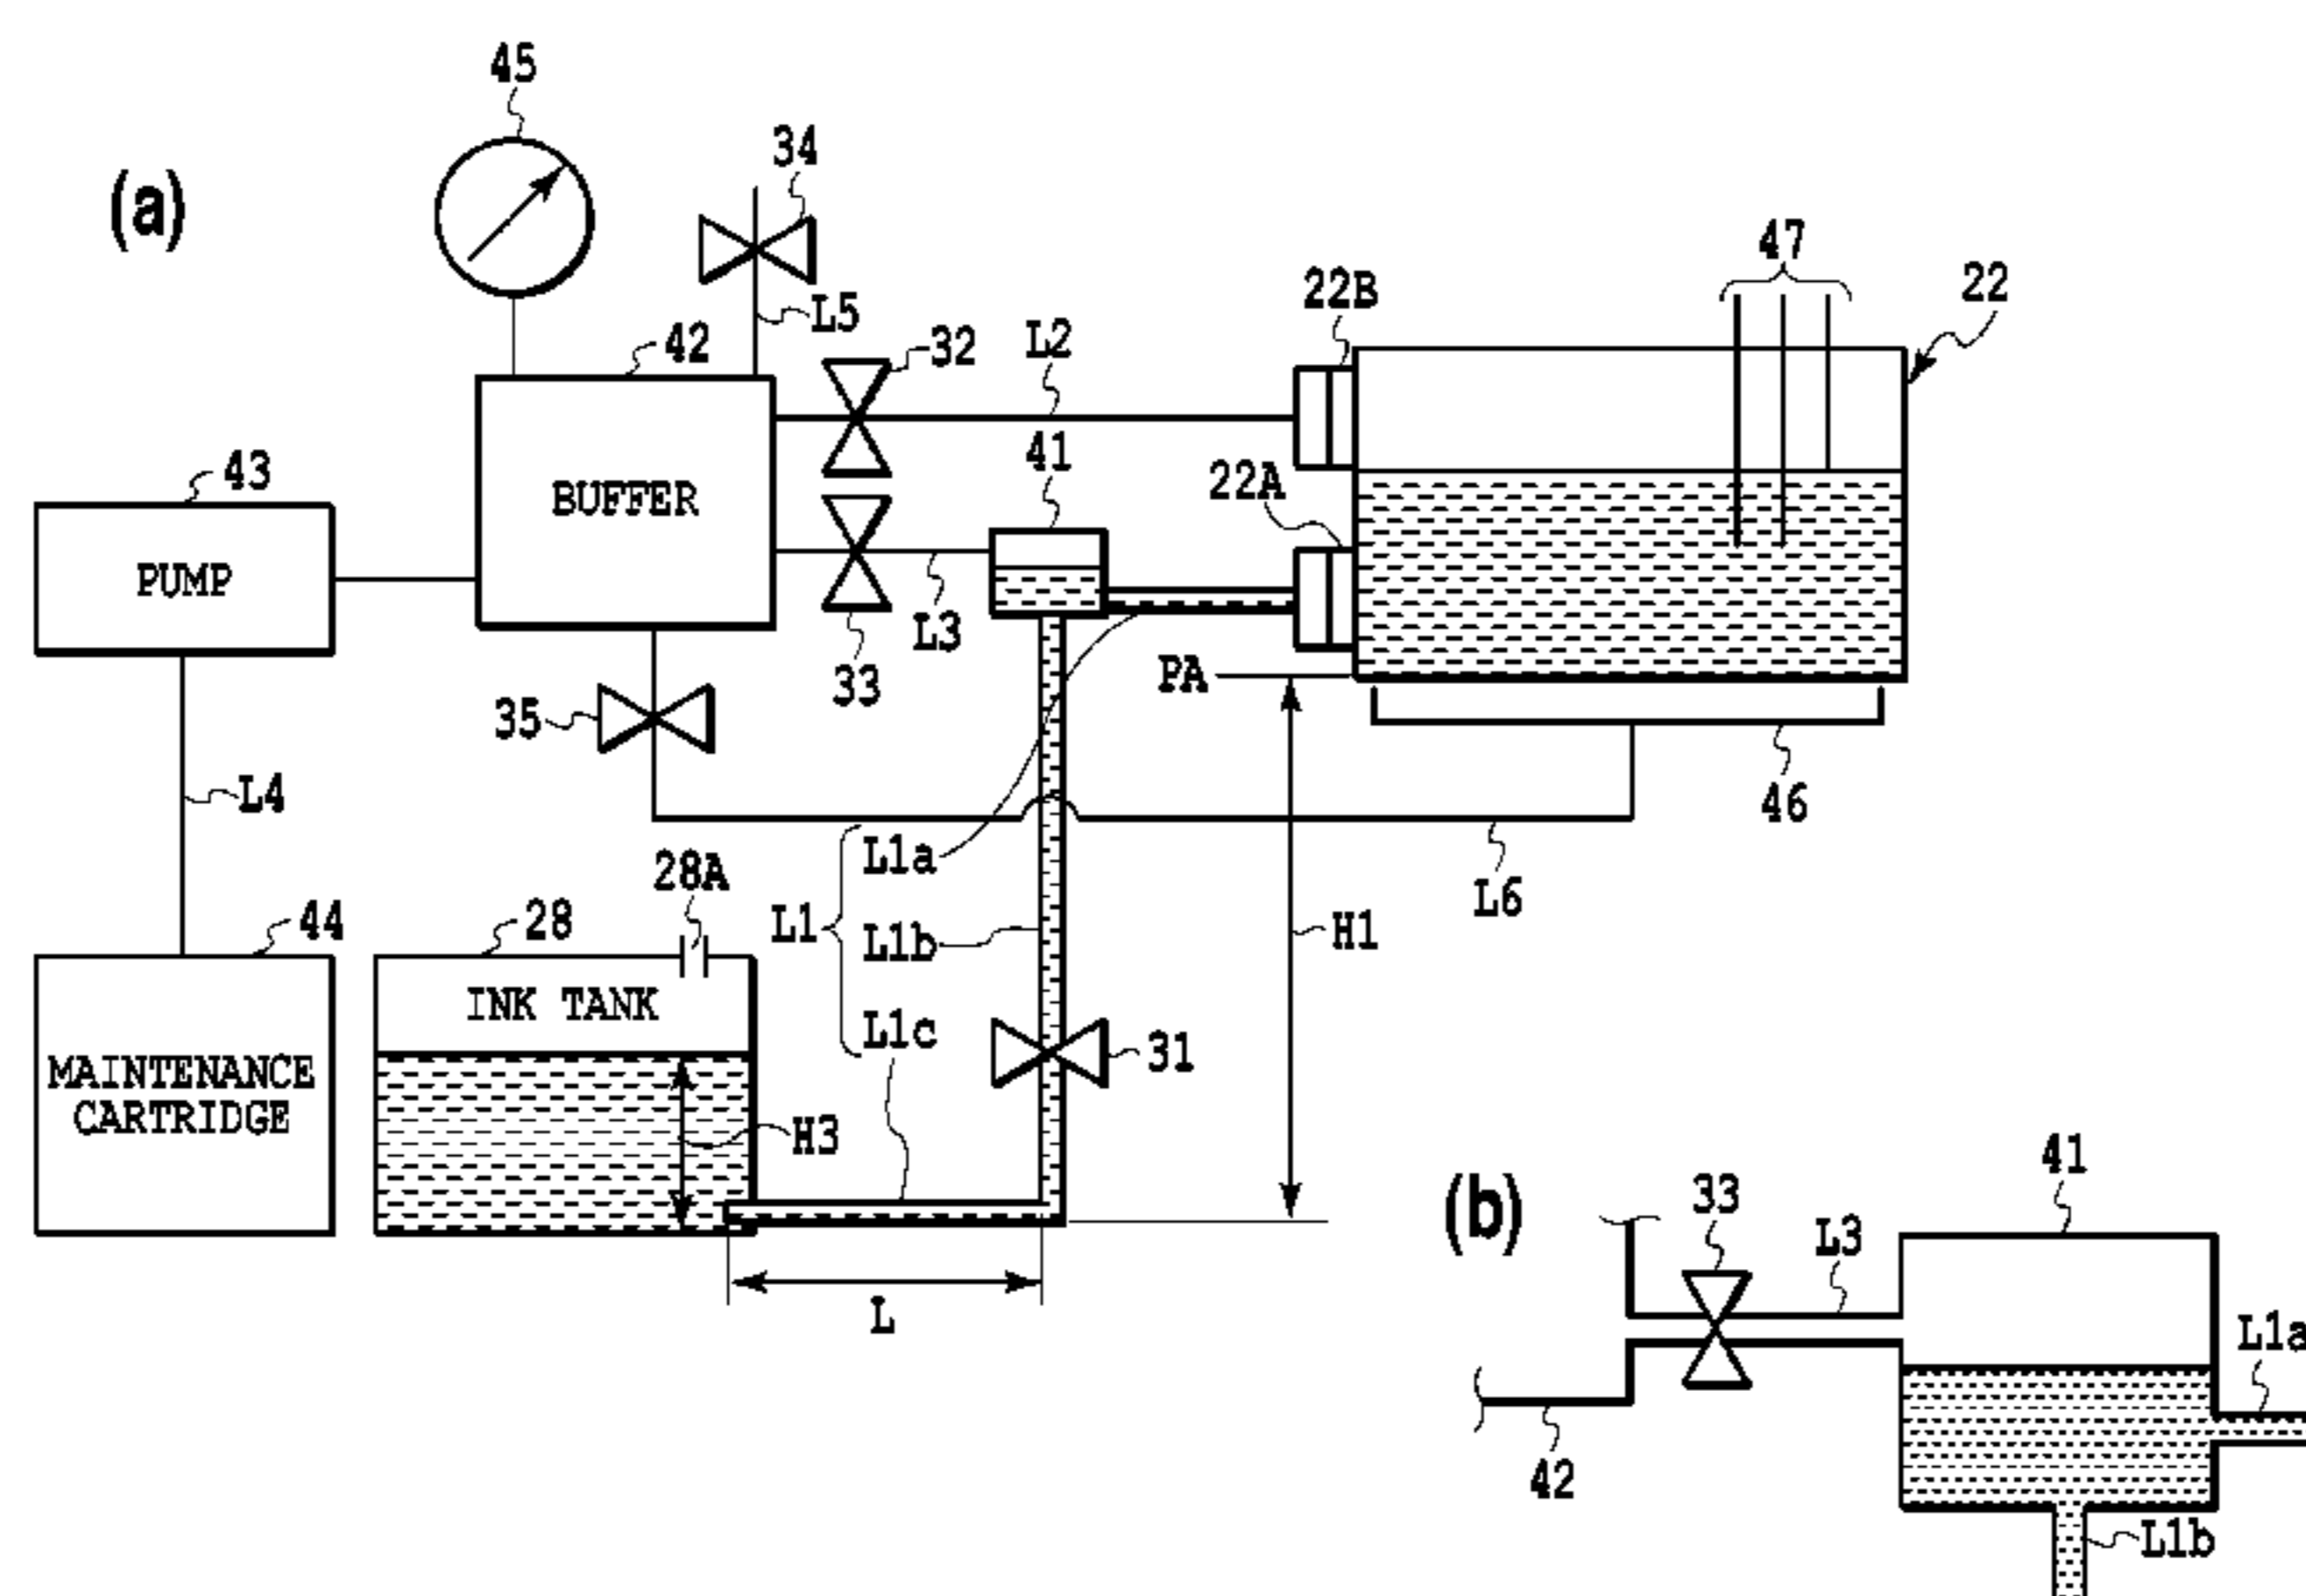 45
(a)
34
47
22
22B
L5
L2
32
42
41
43
22A
BUFFER
PUMP
L3
PA
33
35
L4
46
L1a
28A
L6
L1
L1b
H1
44
28
INK TANK
L1c
31
MAINTENANCE
CARTRIDGE
H3
L
(b)
41
33
L3
L1a
42
L1b